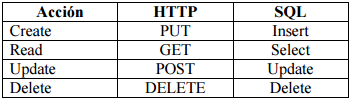 Acción HTTP SQL
Create PUT Insert
Read GET Select
Update POST Update
Delete DELETE Delete